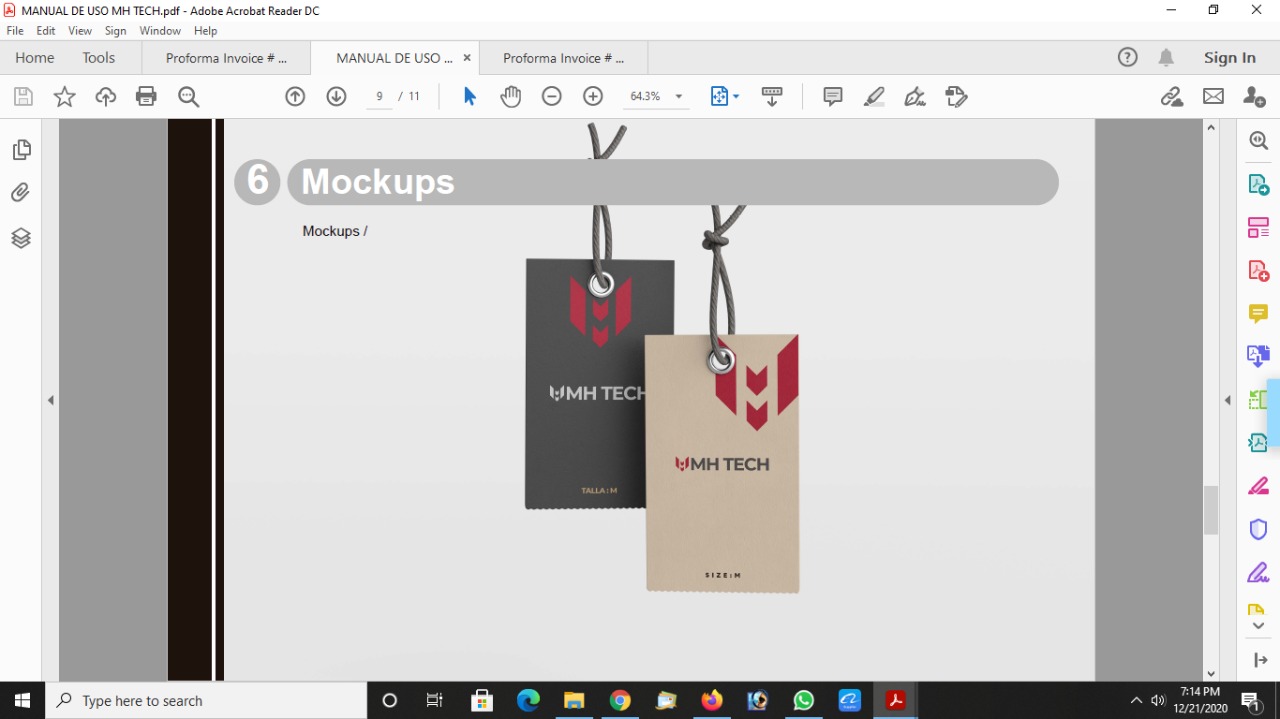 MANUAL DE USO MH TECH.pdf - Adobe Acrobat Reader DC
File Edit View Sign Window Help
Home Tools Proforma Invoice # ... MANUAL DE USO ... × Proforma Invoice # ... Sign In
9 / 11 64.3%
6 Mockups
Mockups /
MH TECH
TALLA: M
MH TECH
SIZE: M
Type here to search
7:14 PM
12/21/2020
1